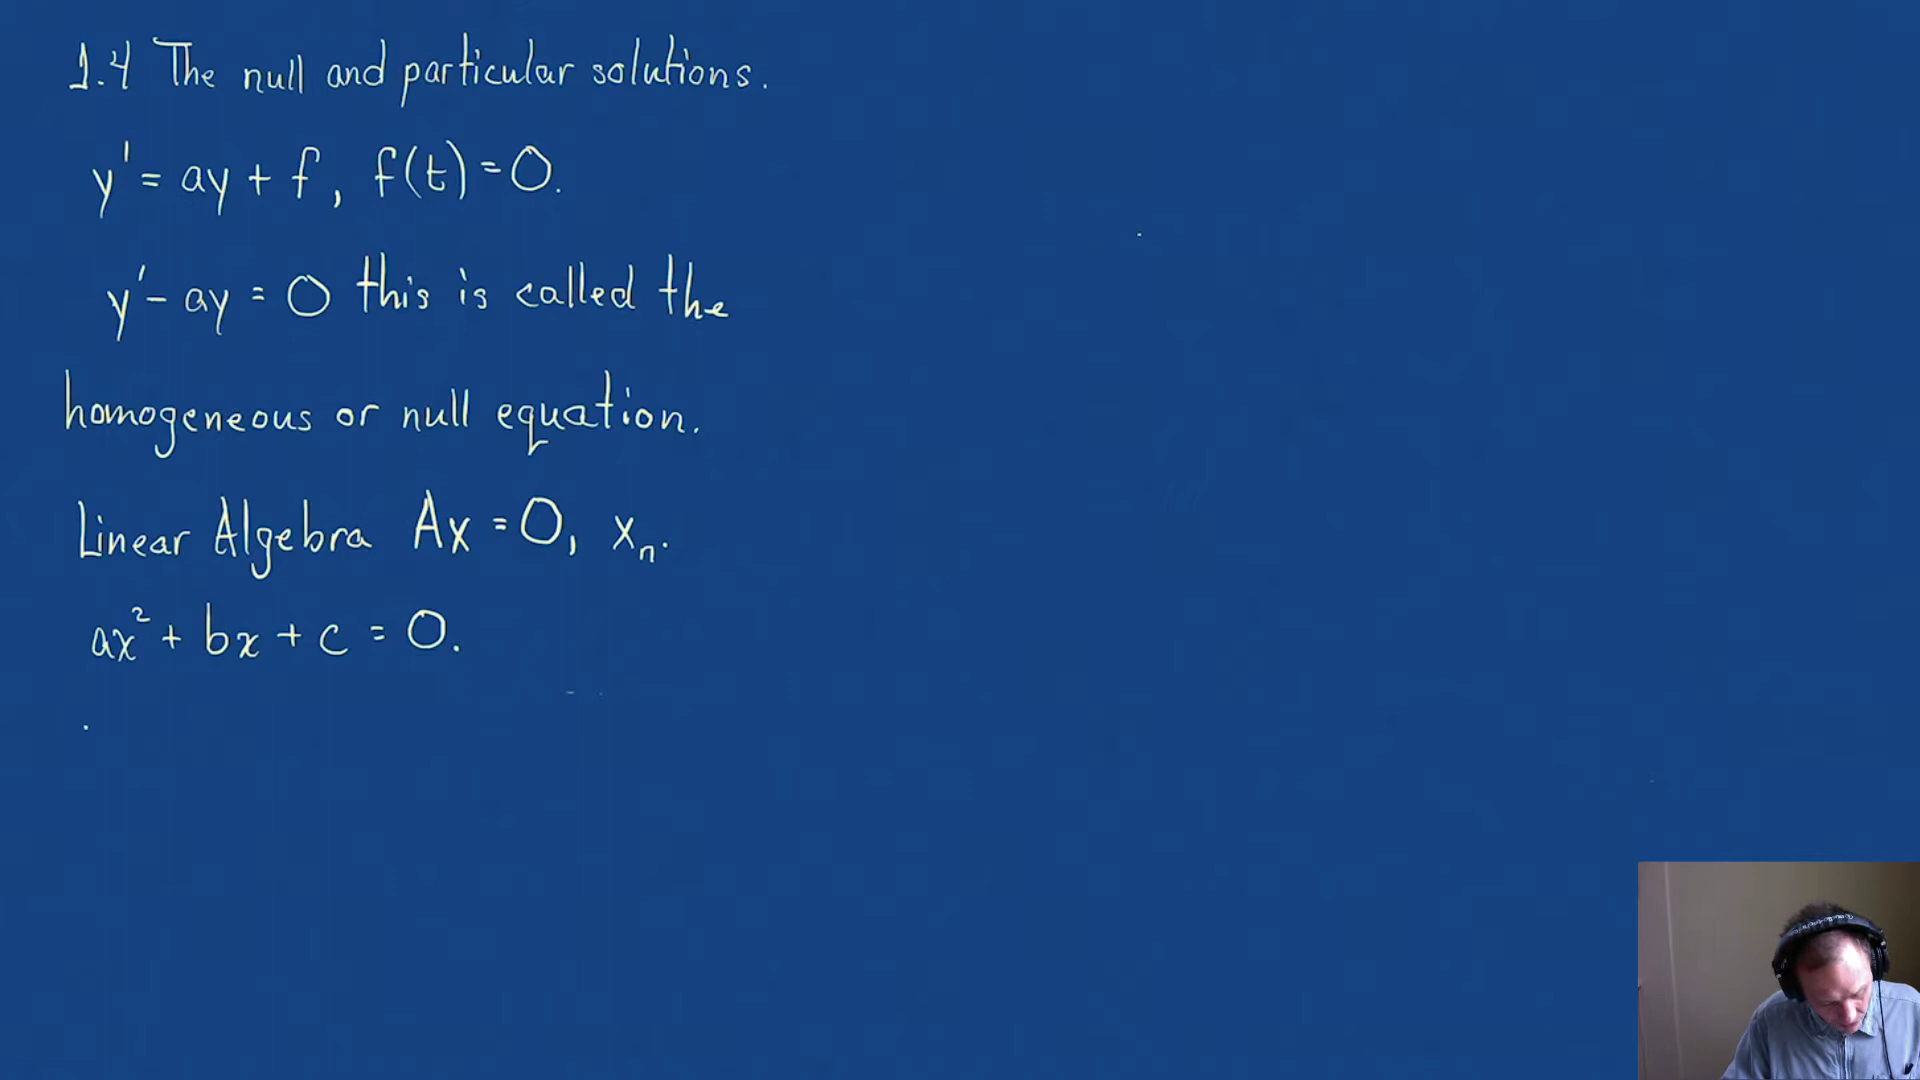 1.4 The null and particular solutions.
y' = ay + f, f(t) = 0.
y' - ay = 0 this is called the
homogeneous or null equation.
Linear Algebra Ax = 0, xₙ.
ax² + bx + c = 0.